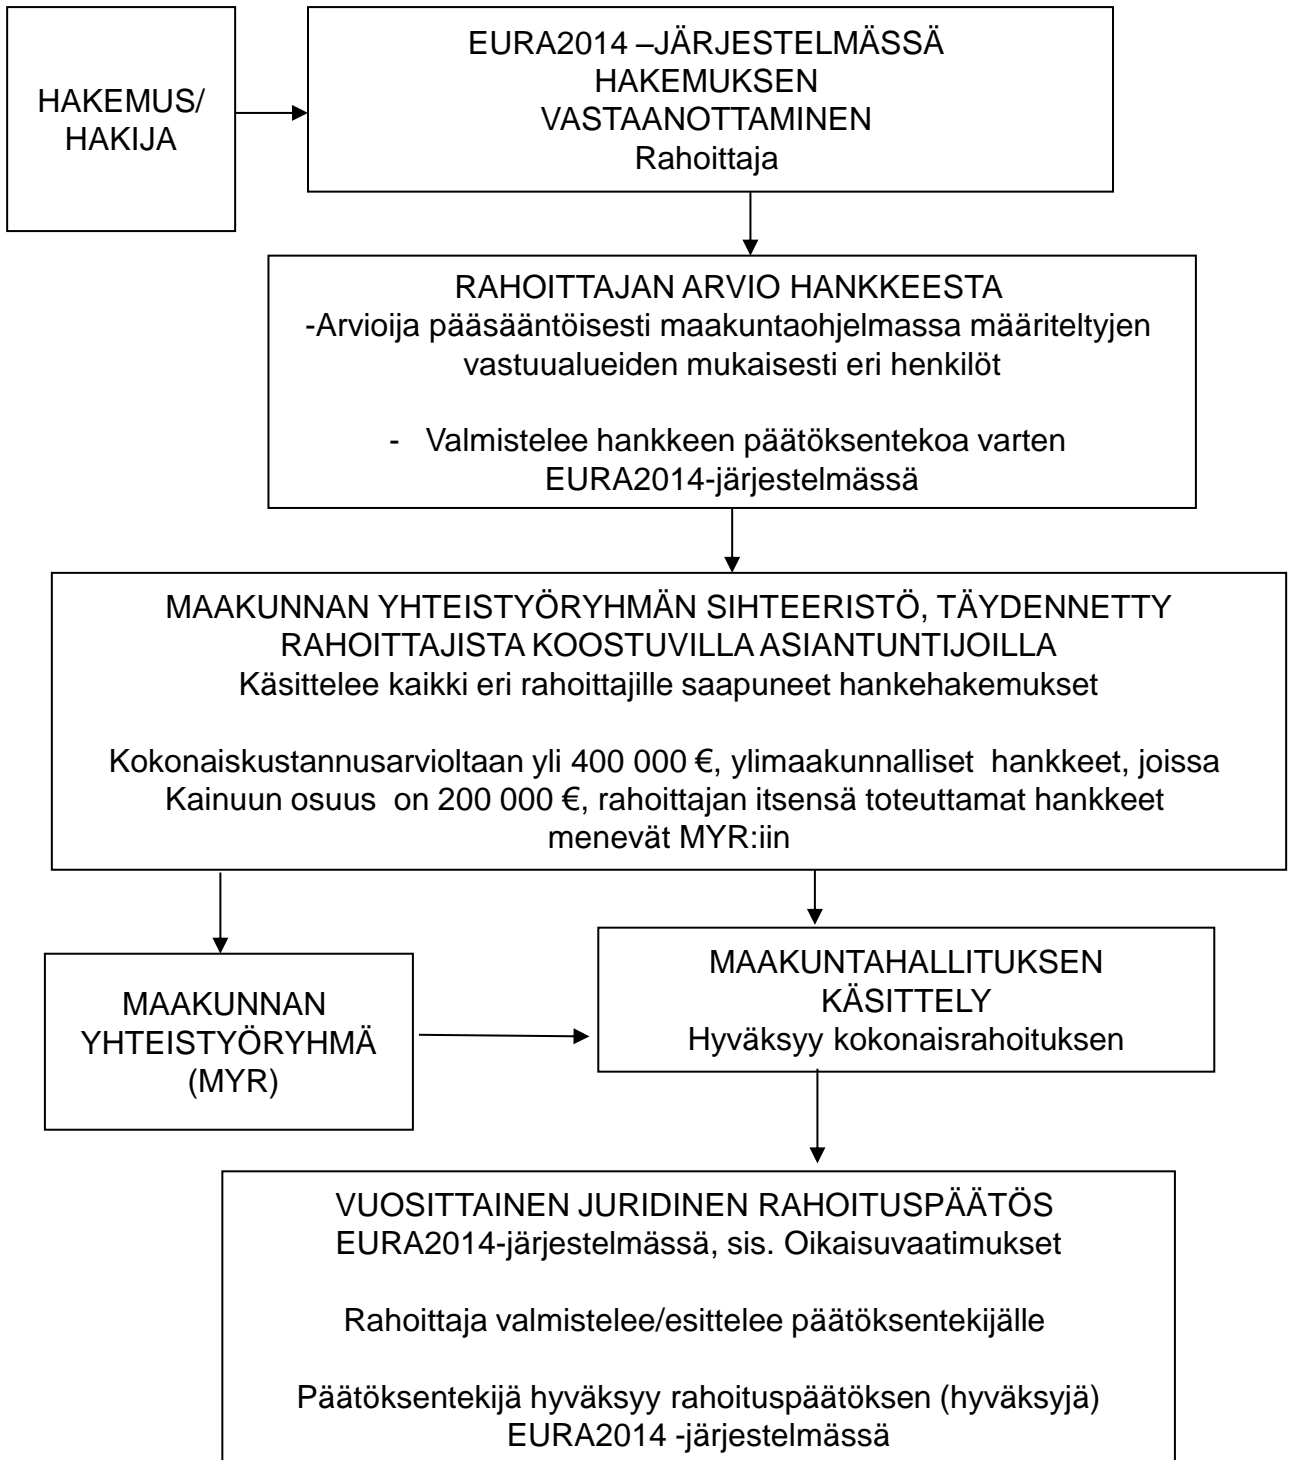 HAKEMUS/
HAKIJA
EURA2014 –JÄRJESTELMÄSSÄ
HAKEMUKSEN
VASTAANOTTAMINEN
Rahoittaja
RAHOITTAJAN ARVIO HANKKEESTA
-Arvioija pääsääntöisesti maakuntaohjelmassa määriteltyjen
vastuualueiden mukaisesti eri henkilöt
- Valmistelee hankkeen päätöksentekoa varten
EURA2014-järjestelmässä
MAAKUNNAN YHTEISTYÖRYHMÄN SIHTEERISTÖ, TÄYDENNETTY
RAHOITTAJISTA KOOSTUVILLA ASIANTUNTIJOILLA
Käsittelee kaikki eri rahoittajille saapuneet hankehakemukset
Kokonaiskustannusarvioltaan yli 400 000 €, ylimaakunnalliset hankkeet, joissa
Kainuun osuus on 200 000 €, rahoittajan itsensä toteuttamat hankkeet
menevät MYR:iin
MAAKUNNAN
YHTEISTYÖRYHMÄ
(MYR)
MAAKUNTAHALLITUKSEN
KÄSITTELY
Hyväksyy kokonaisrahoituksen
VUOSITTAINEN JURIDINEN RAHOITUSPÄÄTÖS
EURA2014-järjestelmässä, sis. Oikaisuvaatimukset
Rahoittaja valmistelee/esittelee päätöksentekijälle
Päätöksentekijä hyväksyy rahoituspäätöksen (hyväksyjä)
EURA2014 -järjestelmässä